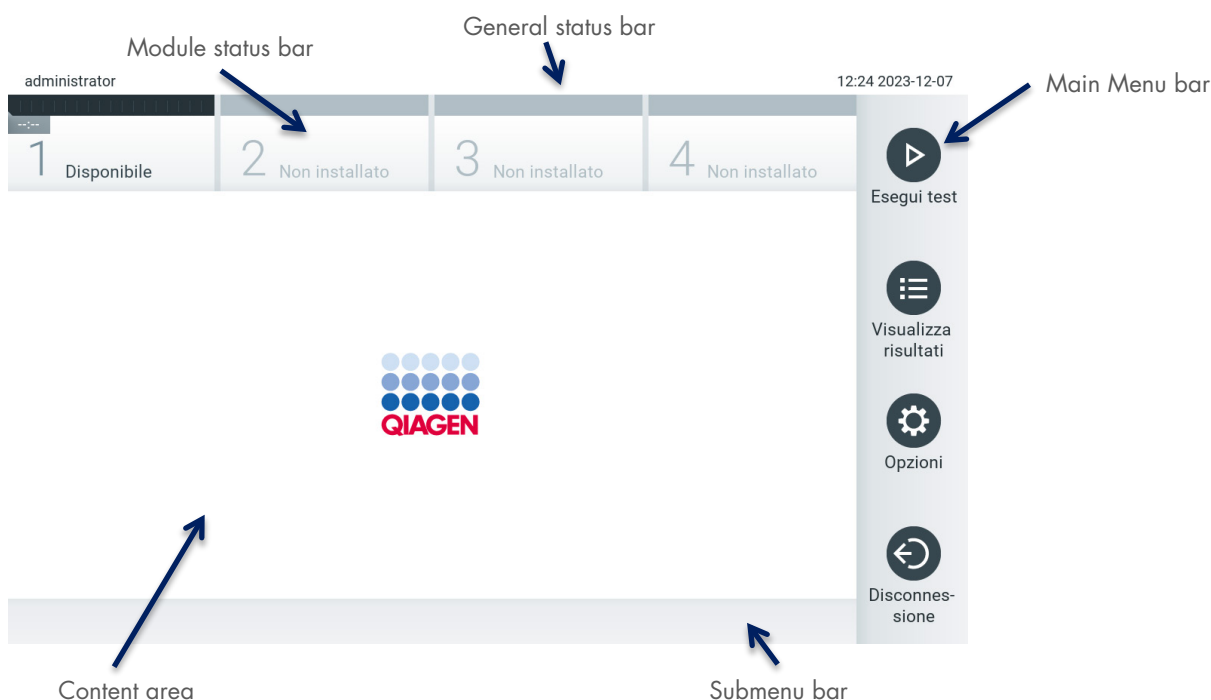 General status bar
Module status bar
administrator
12:24 2023-12-07
Main Menu bar
--:--
1 Disponibile
2 Non installato
3 Non installato
4 Non installato
Esegui test
Visualizza
risultati
QIAGEN
Opzioni
Disconnes-
sione
Content area
Submenu bar